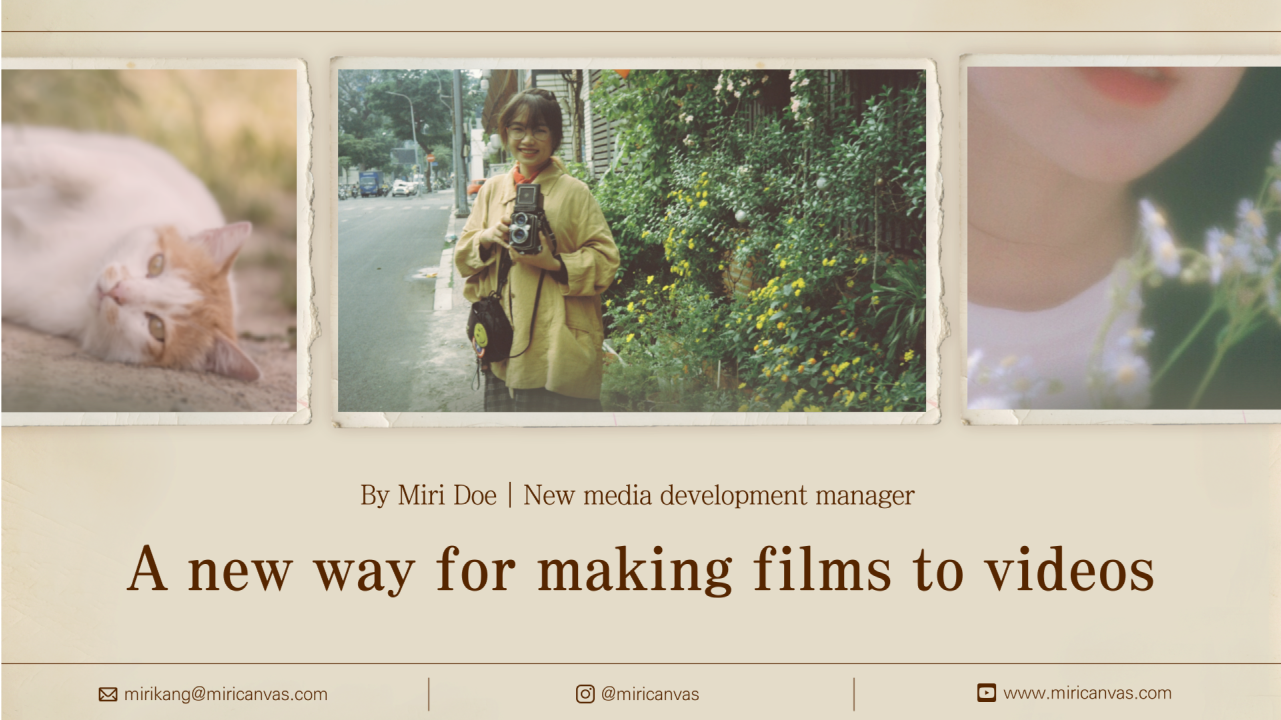 By Miri Doe | New media development manager
A new way for making films to videos
mirikang@miricanvas.com
@miricanvas
www.miricanvas.com